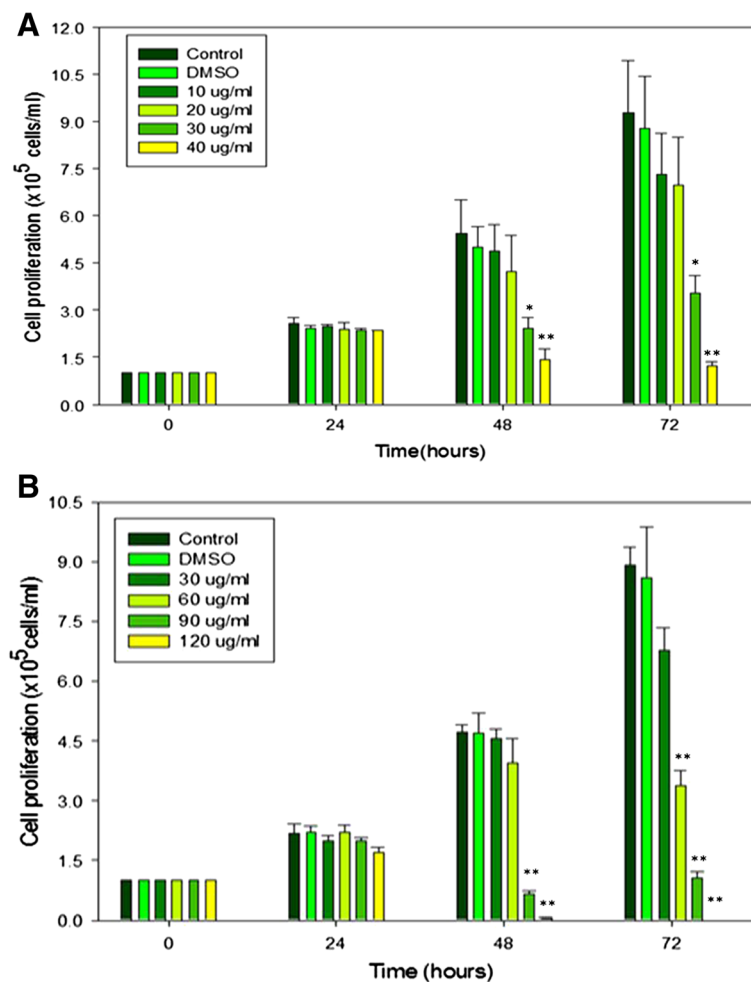 A
12.0
10.5
9.0
7.5
6.0
4.5
3.0
1.5
0.0
Cell proliferation (x10⁵ cells/ml)
Control
DMSO
10 ug/ml
20 ug/ml
30 ug/ml
40 ug/ml
*
**
*
**
0 24 48 72
Time(hours)
B
10.5
9.0
7.5
6.0
4.5
3.0
1.5
0.0
Cell proliferation (x10⁵cells/ml)
Control
DMSO
30 ug/ml
60 ug/ml
90 ug/ml
120 ug/ml
**
**
**
**
**
0 24 48 72
Time (hours)